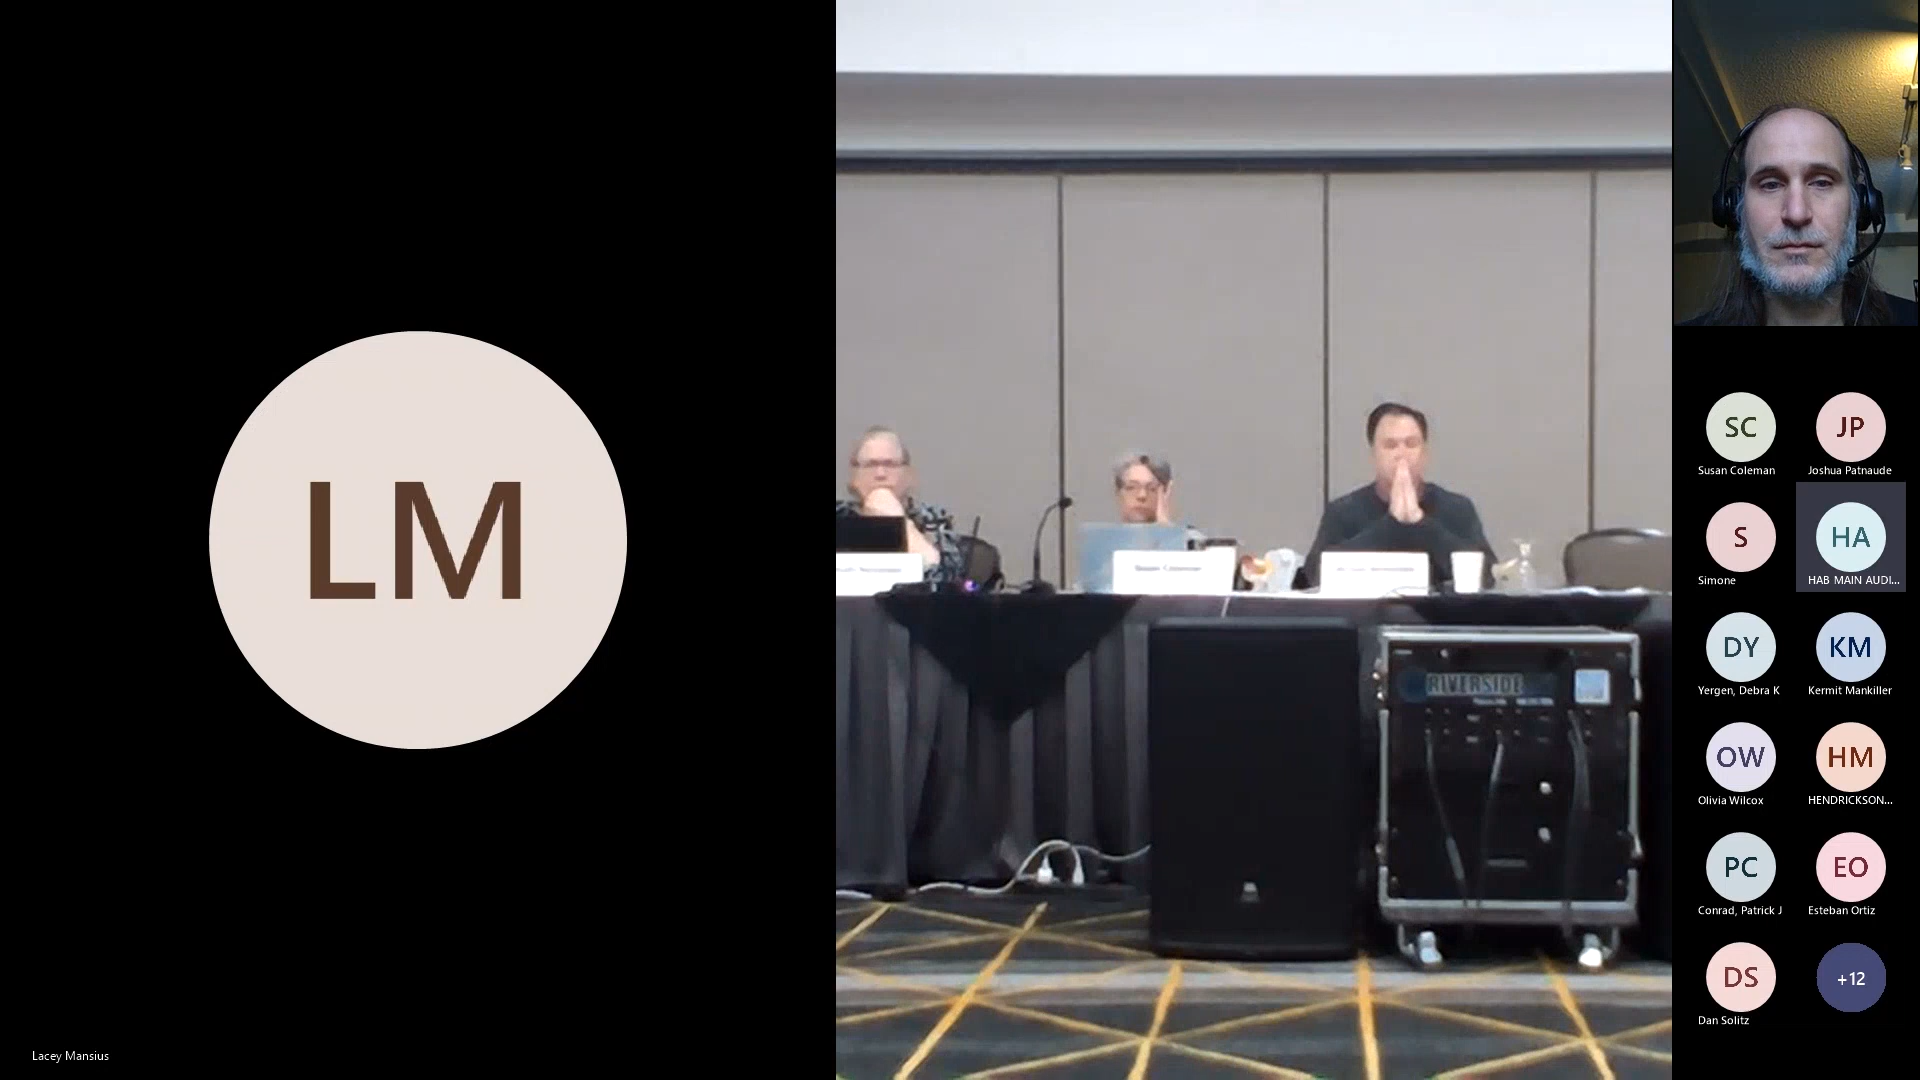 LM
Lacey Mansius
RIVERSIDE
SC
JP
Susan Coleman
Joshua Patnaude
S
HA
Simone
HAB MAIN AUDI...
DY
KM
Yergen, Debra K
Kermit Mankiller
OW
HM
Olivia Wilcox
HENDRICKSON...
PC
EO
Conrad, Patrick J
Esteban Ortiz
DS
+12
Dan Solitz